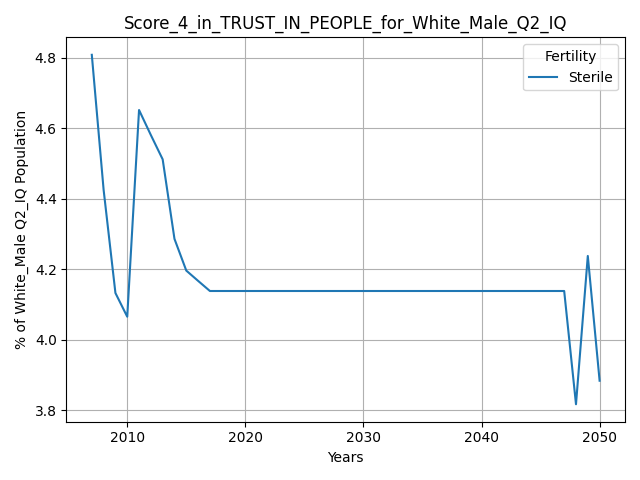 Score_4_in_TRUST_IN_PEOPLE_for_White_Male_Q2_IQ
Fertility
Sterile
% of White_Male Q2_IQ Population
4.8
4.6
4.4
4.2
4.0
3.8
2010 2020 2030 2040 2050
Years